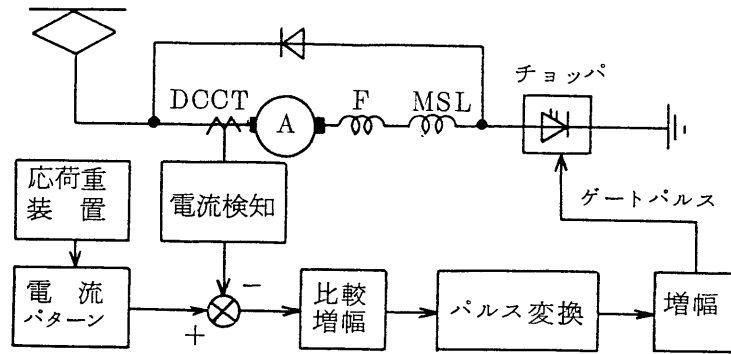 チョッパ
DCCT
A
F
MSL
応荷重
装置
電流検知
ゲートパルス
電流
パターン
+
−
比較
増幅
パルス変換
増幅